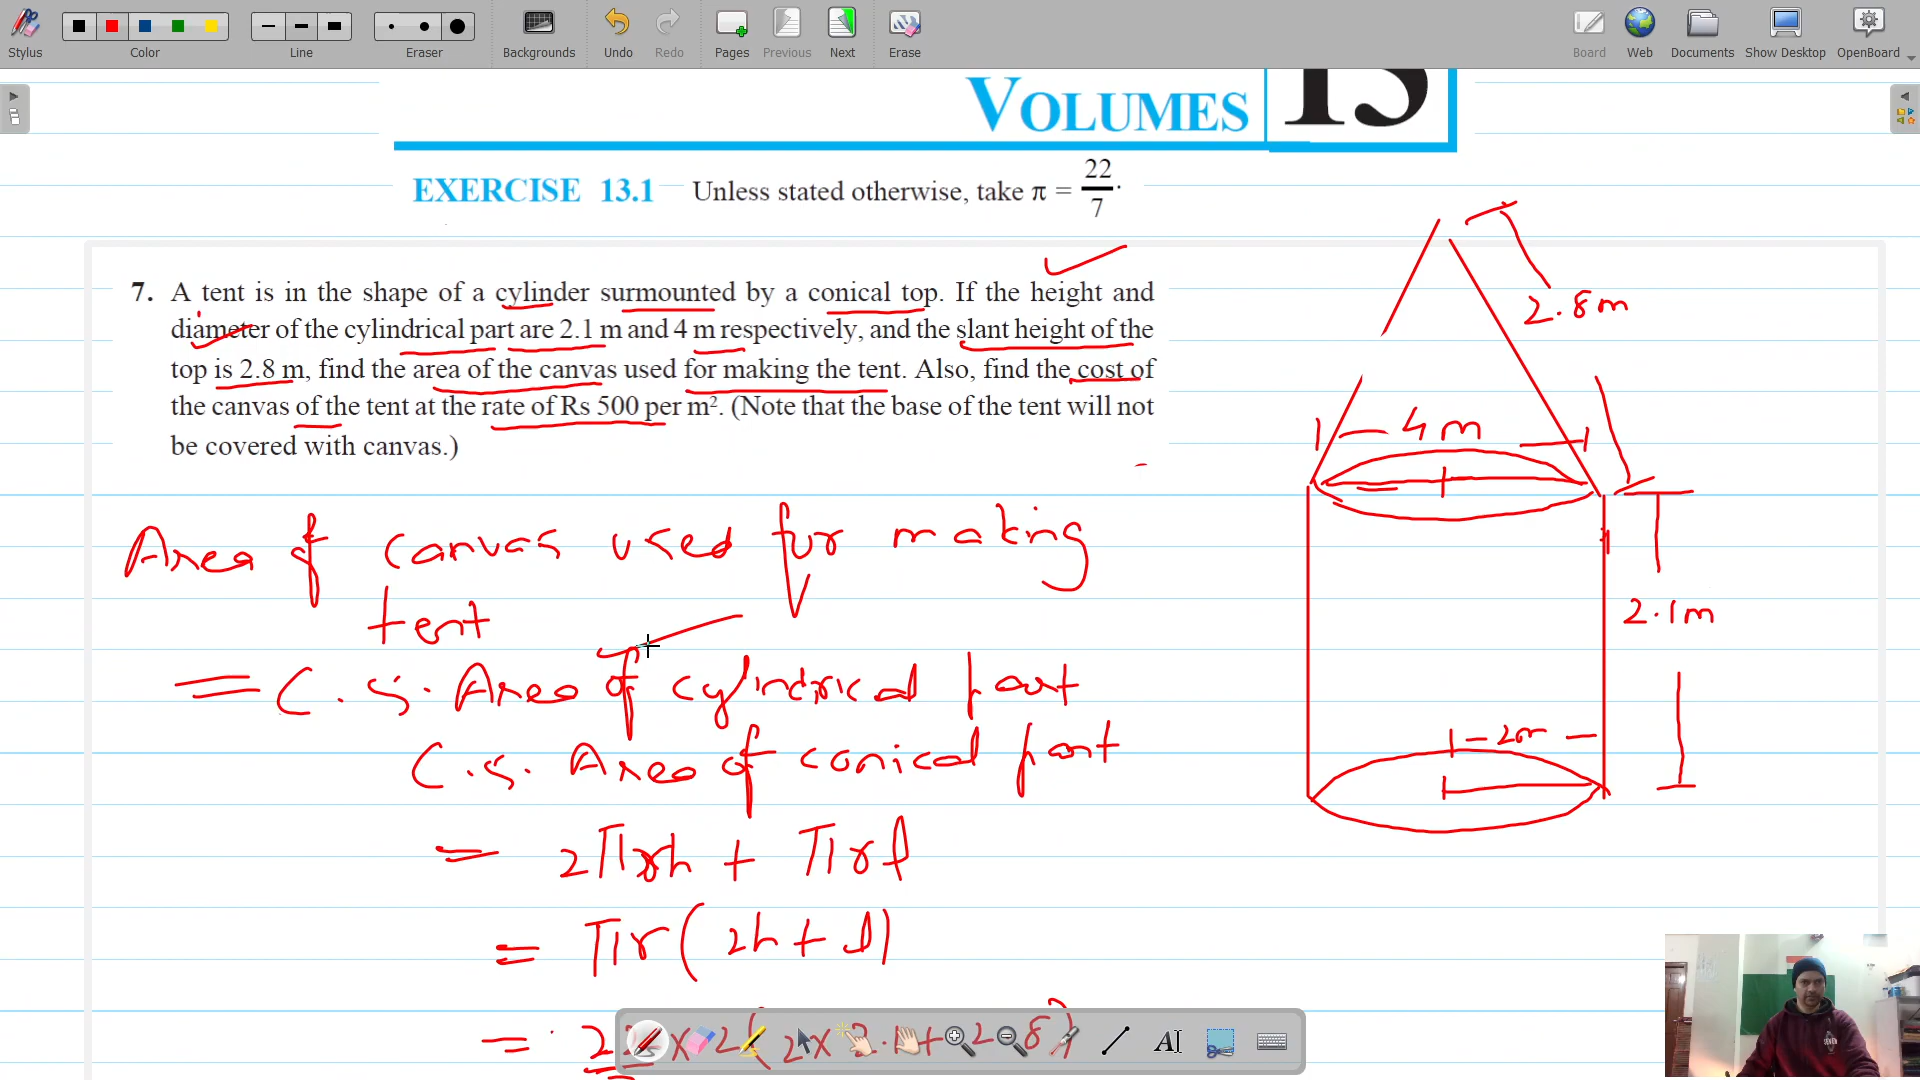 Stylus Color Line Eraser Backgrounds Undo Redo Pages Previous Next Erase Board Web Documents Show Desktop OpenBoard
VOLUMES 13
EXERCISE 13.1 Unless stated otherwise, take π = 22/7.
7. A tent is in the shape of a cylinder surmounted by a conical top. If the height and
diameter of the cylindrical part are 2.1 m and 4 m respectively, and the slant height of the
top is 2.8 m, find the area of the canvas used for making the tent. Also, find the cost of
the canvas of the tent at the rate of Rs 500 per m². (Note that the base of the tent will not
be covered with canvas.)
2.8m
4m
2.1m
2m
Area of canvas used for making
tent
= C.S. Area of cylindrical part
C.S. Area of conical part
= 2πrh + πrl
= πr(2h+l)
= 22 x 2(2x2.1+2.8)